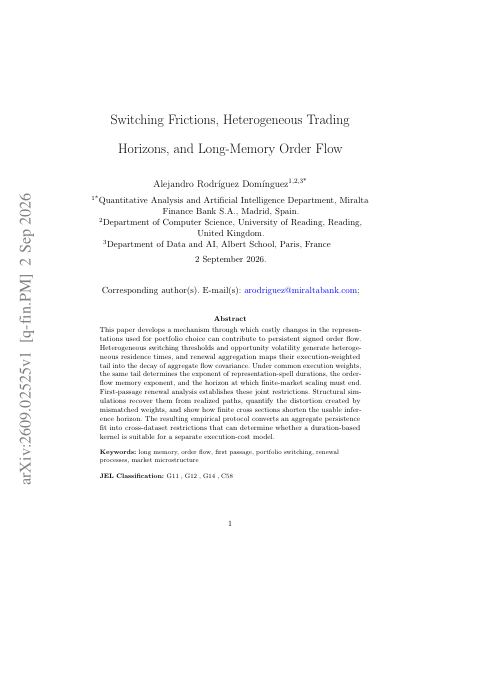 arXiv:2609.02525v1 [q-fin.PM] 2 Sep 2026
Switching Frictions, Heterogeneous Trading
Horizons, and Long-Memory Order Flow
Alejandro Rodríguez Domínguez1,2,3*
1*Quantitative Analysis and Artificial Intelligence Department, Miralta
Finance Bank S.A., Madrid, Spain.
2Department of Computer Science, University of Reading, Reading,
United Kingdom.
3Department of Data and AI, Albert School, Paris, France
2 September 2026.
Corresponding author(s). E-mail(s): arodriguez@miraltabank.com;
Abstract
This paper develops a mechanism through which costly changes in the represen-
tations used for portfolio choice can contribute to persistent signed order flow.
Heterogeneous switching thresholds and opportunity volatility generate heteroge-
neous residence times, and renewal aggregation maps their execution-weighted
tail into the decay of aggregate flow covariance. Under common execution weights,
the same tail determines the exponent of representation-spell durations, the order-
flow memory exponent, and the horizon at which finite-market scaling must end.
First-passage renewal analysis establishes these joint restrictions. Structural sim-
ulations recover them from realized paths, quantify the distortion created by
mismatched weights, and show how finite cross sections shorten the usable infer-
ence horizon. The resulting empirical protocol converts an aggregate persistence
fit into cross-dataset restrictions that can determine whether a duration-based
kernel is suitable for a separate execution-cost model.
Keywords: long memory, order flow, first passage, portfolio switching, renewal
processes, market microstructure
JEL Classification: G11 , G12 , G14 , C58
1